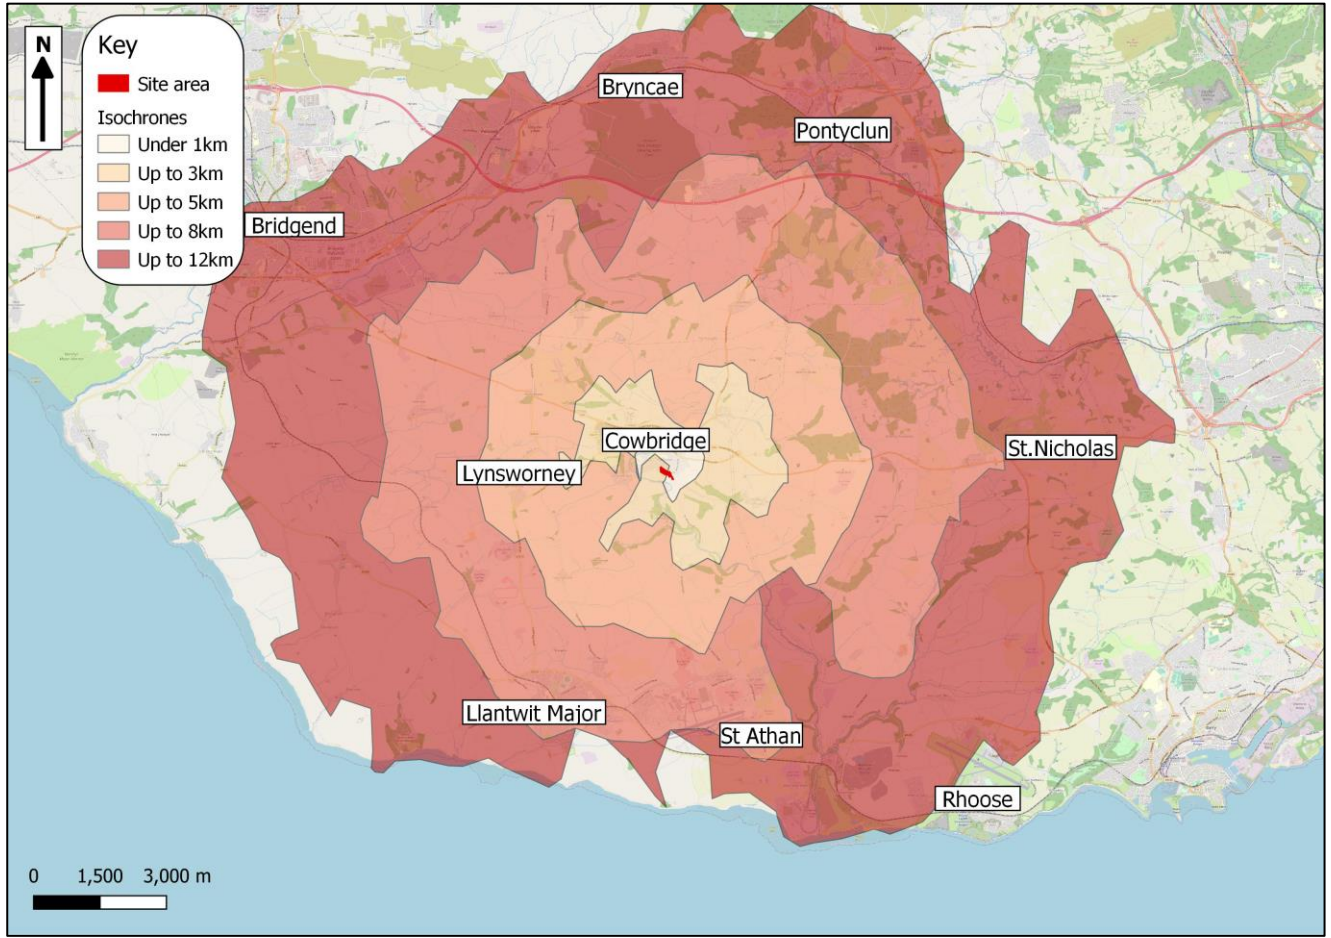 N
Key
Site area
Isochrones
Under 1km
Up to 3km
Up to 5km
Up to 8km
Up to 12km
Bryncae
Pontyclun
Bridgend
Cowbridge
St.Nicholas
Lynsworney
Llantwit Major
St Athan
Rhoose
0 1,500 3,000 m